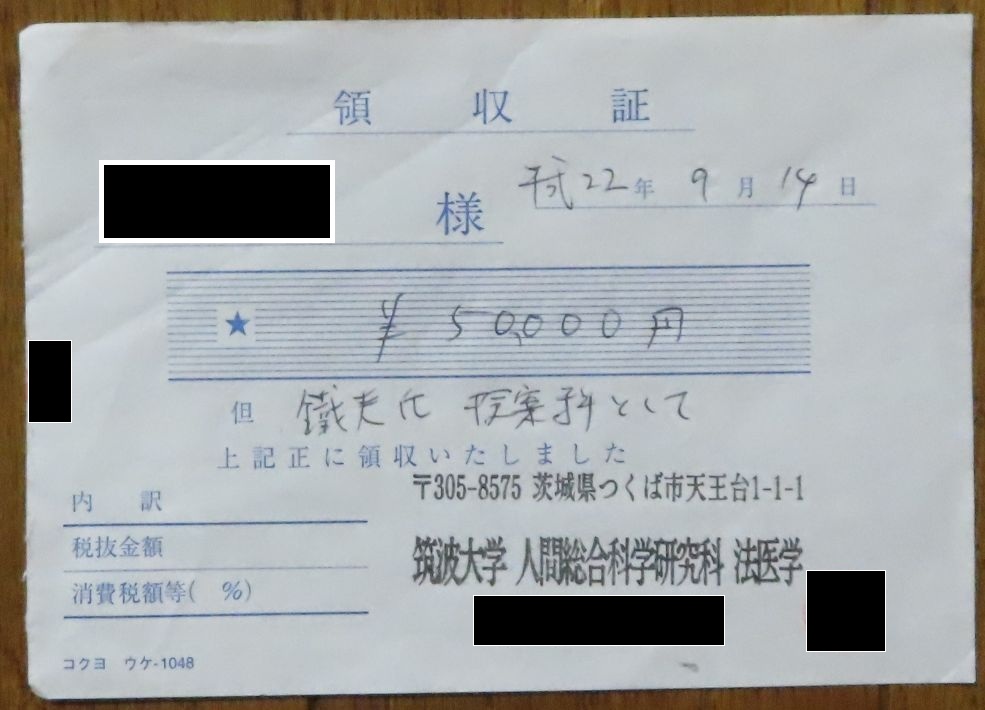 領 収 証
様 平成22年 9月 14日
★ ¥ 50,000円
但 鐵夫氏 検案料として
上記正に領収いたしました
〒305-8575 茨城県つくば市天王台1-1-1
内 訳
税抜金額
筑波大学 人間総合科学研究科 法医学
消費税額等( %)
コクヨ ウケ-1048